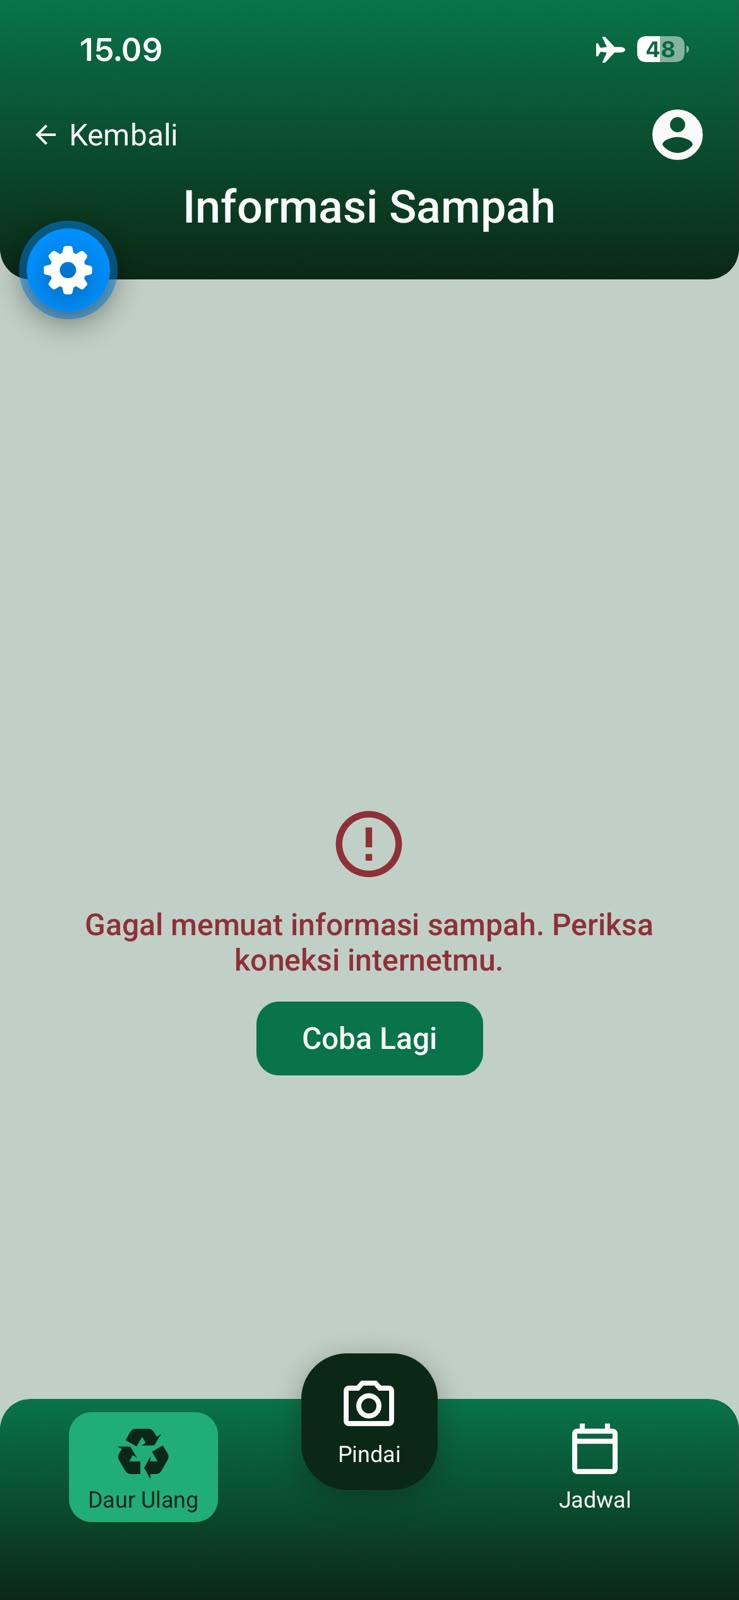 15.09
48
Kembali
Informasi Sampah
Gagal memuat informasi sampah. Periksa
koneksi internetmu.
Coba Lagi
Pindai
Daur Ulang
Jadwal